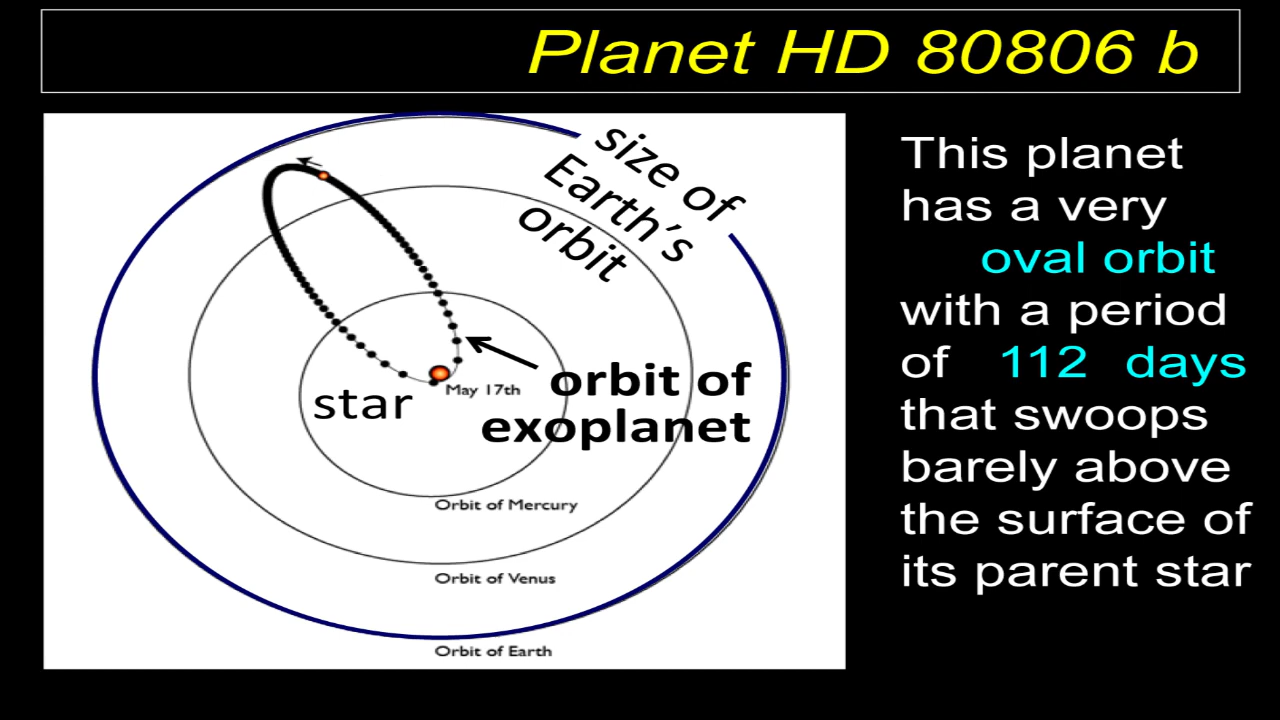 Planet HD 80806 b
size of
Earth's
orbit
star
May 17th
orbit of
exoplanet
Orbit of Mercury
Orbit of Venus
Orbit of Earth
This planet
has a very
oval orbit
with a period
of 112 days
that swoops
barely above
the surface of
its parent star